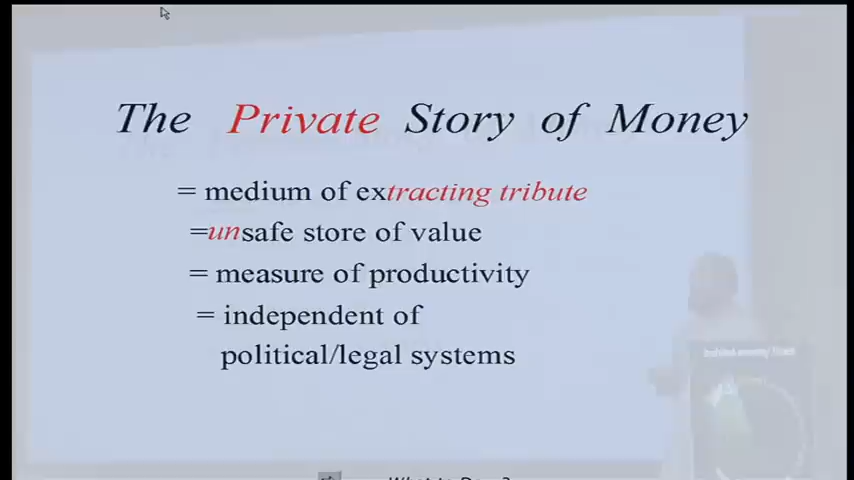 The Private Story of Money
= medium of extracting tribute
=unsafe store of value
= measure of productivity
= independent of
political/legal systems